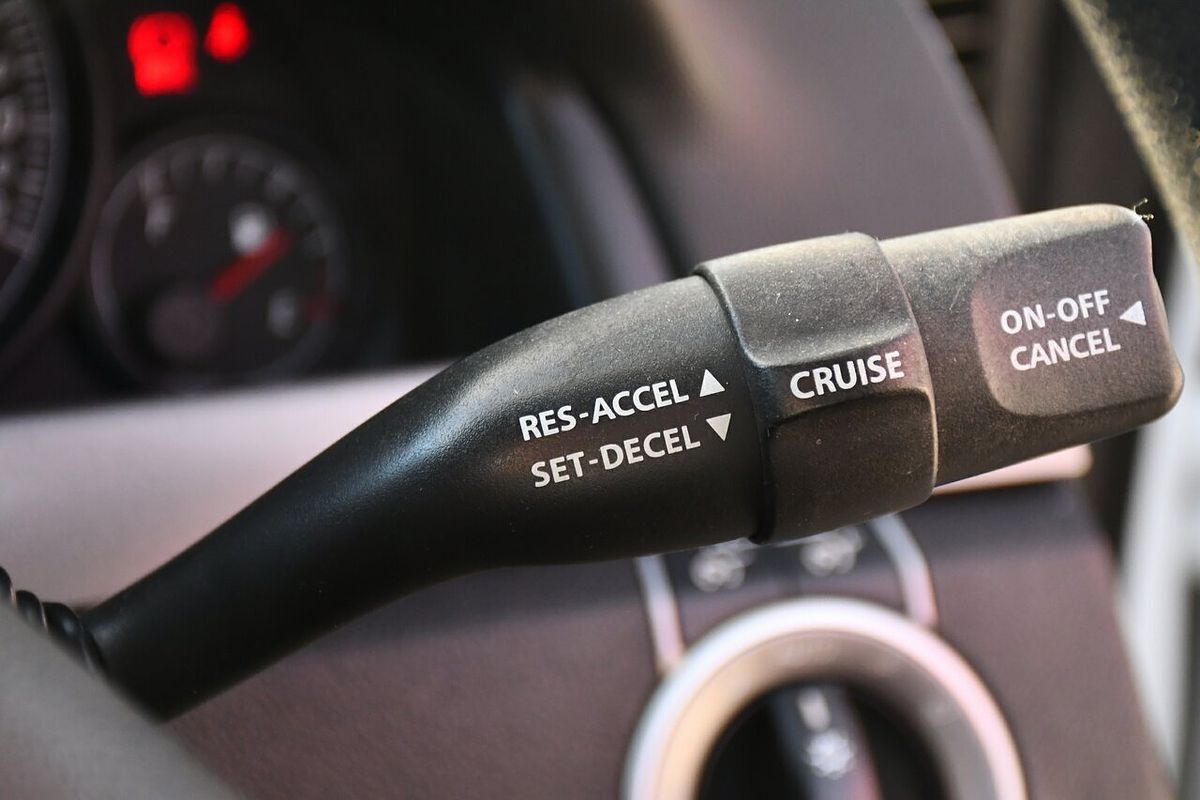 RES-ACCEL ▲
SET-DECEL ▼
CRUISE
ON-OFF
CANCEL ◀